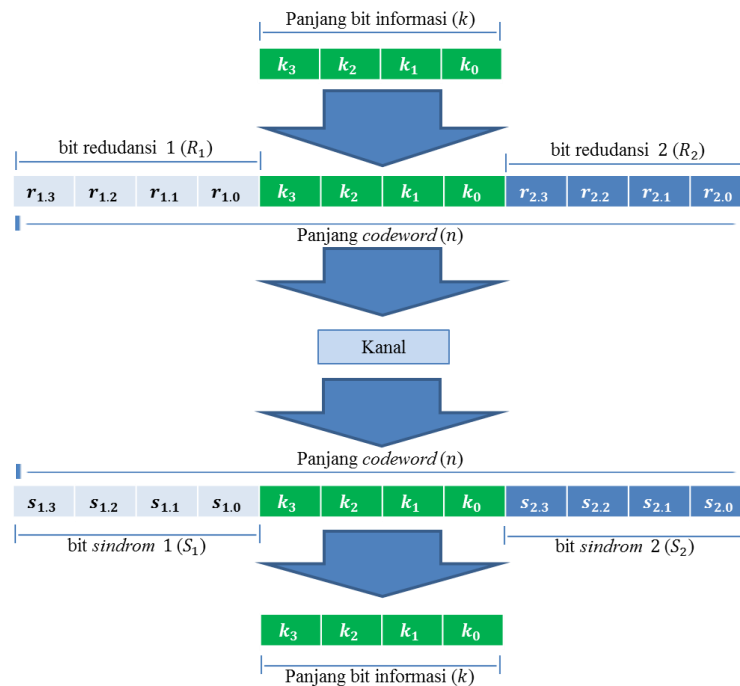 Panjang bit informasi (k)
k₃ k₂ k₁ k₀
bit redudansi 1 (R₁) bit redudansi 2 (R₂)
r₁.₃ r₁.₂ r₁.₁ r₁.₀ k₃ k₂ k₁ k₀ r₂.₃ r₂.₂ r₂.₁ r₂.₀
Panjang codeword (n)
Kanal
Panjang codeword (n)
s₁.₃ s₁.₂ s₁.₁ s₁.₀ k₃ k₂ k₁ k₀ s₂.₃ s₂.₂ s₂.₁ s₂.₀
bit sindrom 1 (S₁) bit sindrom 2 (S₂)
k₃ k₂ k₁ k₀
Panjang bit informasi (k)